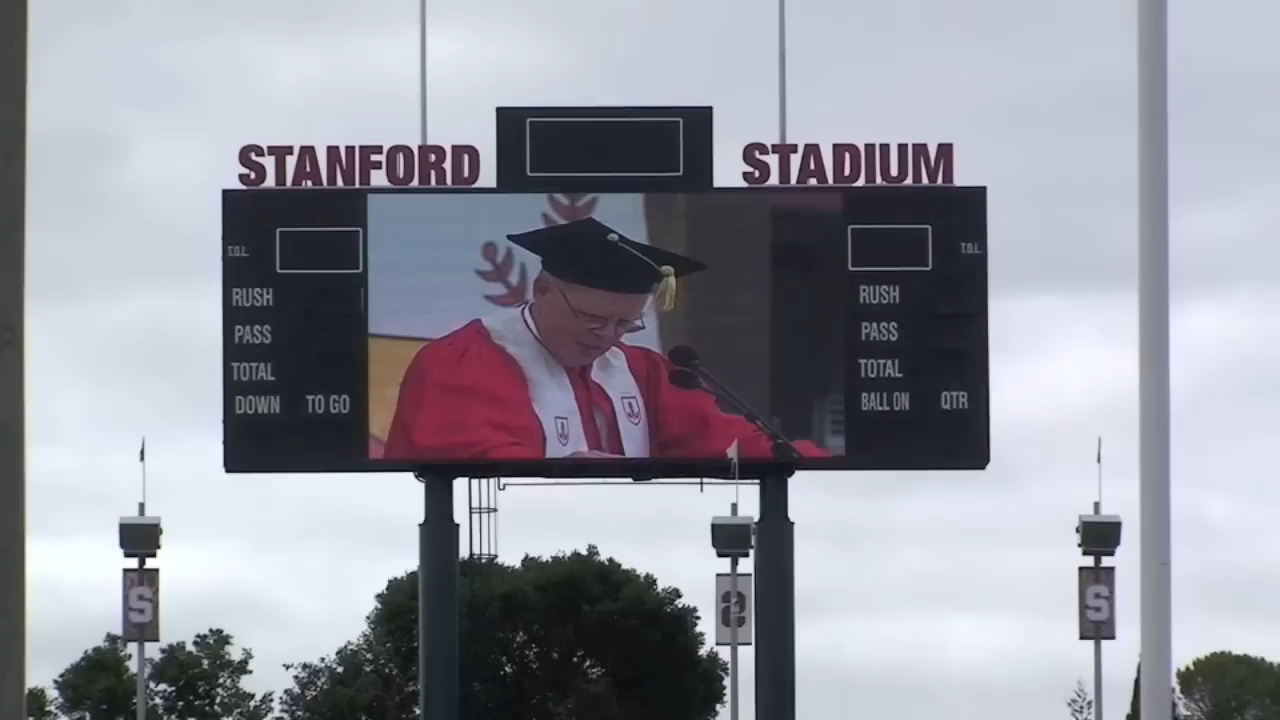 STANFORD STADIUM
T.O.L. T.O.L.
RUSH RUSH
PASS PASS
TOTAL TOTAL
DOWN TO GO BALL ON QTR
S S S